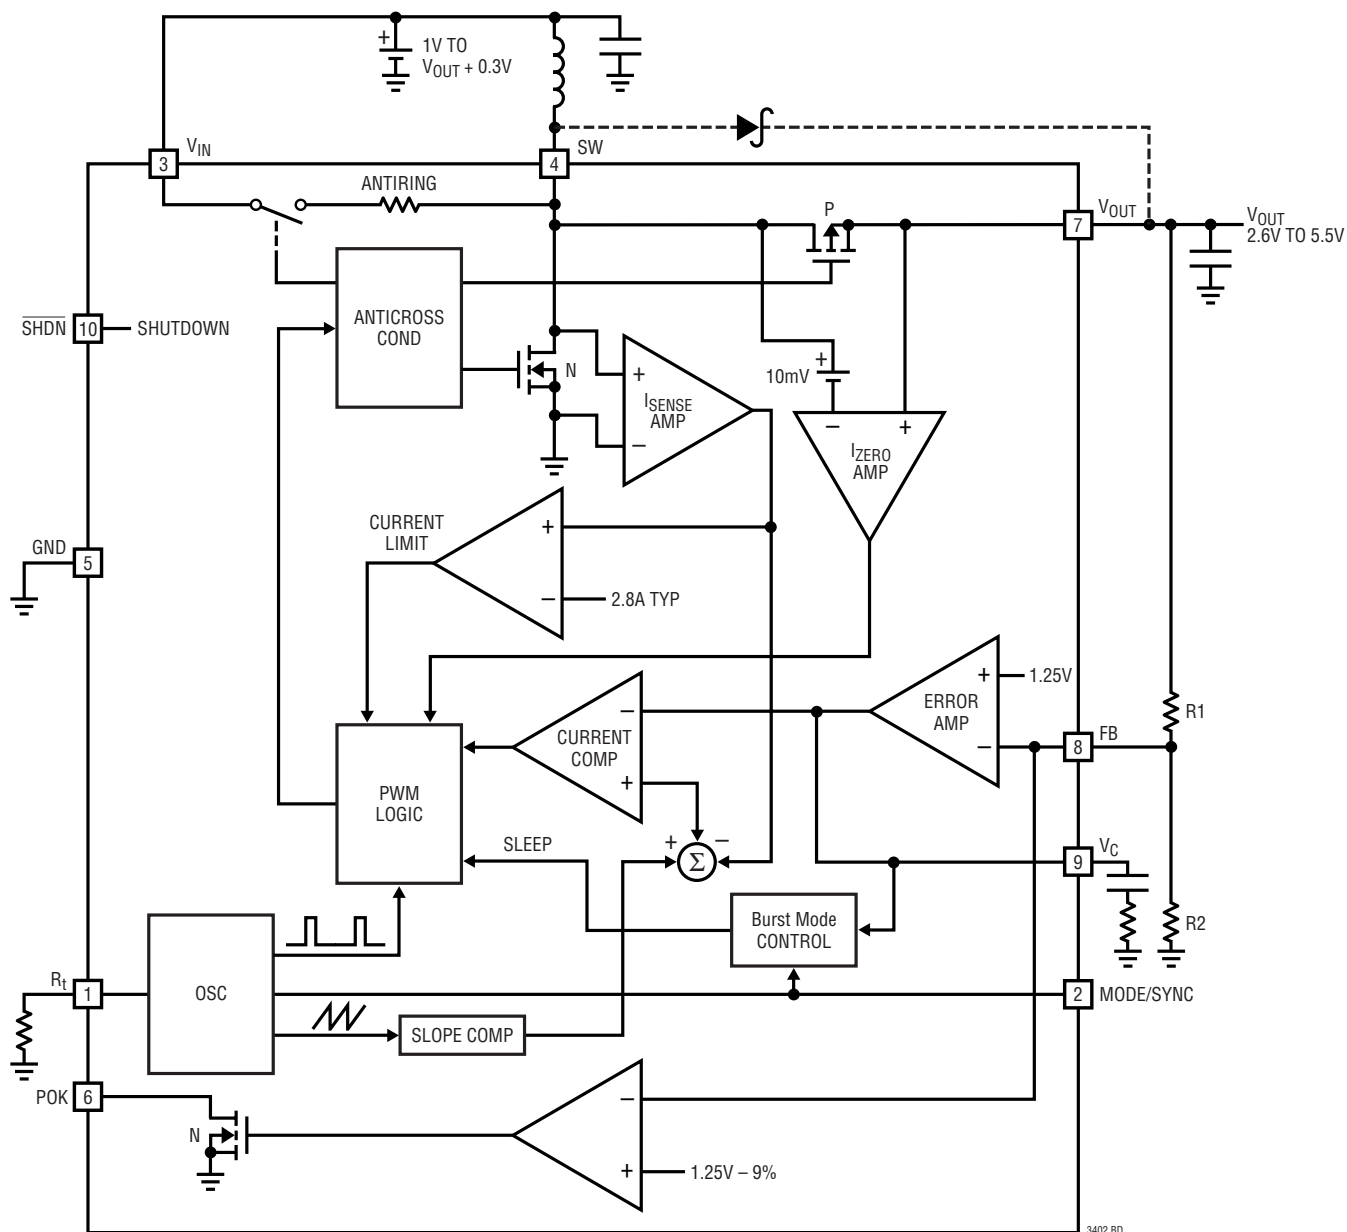 +
1V TO
VOUT + 0.3V
3
VIN
4
SW
ANTIRING
P
7
VOUT
VOUT
2.6V TO 5.5V
SHDN
10
SHUTDOWN
ANTICROSS
COND
N
+
ISENSE
AMP
–
+
10mV
–
+
IZERO
AMP
GND
5
CURRENT
LIMIT
+
–
2.8A TYP
+
1.25V
ERROR
AMP
–
R1
FB
8
–
CURRENT
COMP
+
PWM
LOGIC
SLEEP
+
–
Σ
VC
9
Burst Mode
CONTROL
R2
Rt
1
OSC
2
MODE/SYNC
SLOPE COMP
POK
6
N
–
+
1.25V – 9%
3402 BD